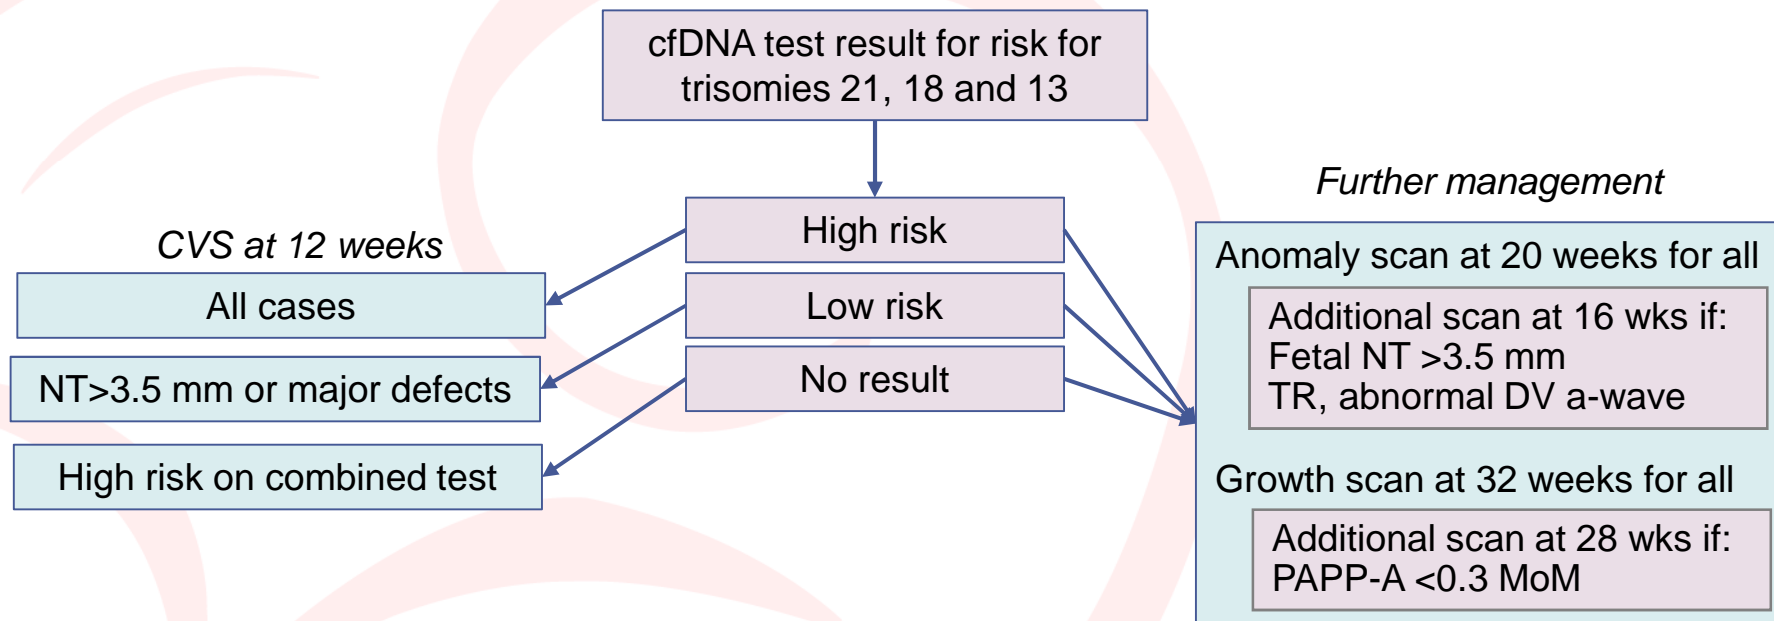 cfDNA test result for risk for
trisomies 21, 18 and 13
High risk
Low risk
No result
CVS at 12 weeks
All cases
NT>3.5 mm or major defects
High risk on combined test
Further management
Anomaly scan at 20 weeks for all
Additional scan at 16 wks if:
Fetal NT >3.5 mm
TR, abnormal DV a-wave
Growth scan at 32 weeks for all
Additional scan at 28 wks if:
PAPP-A <0.3 MoM